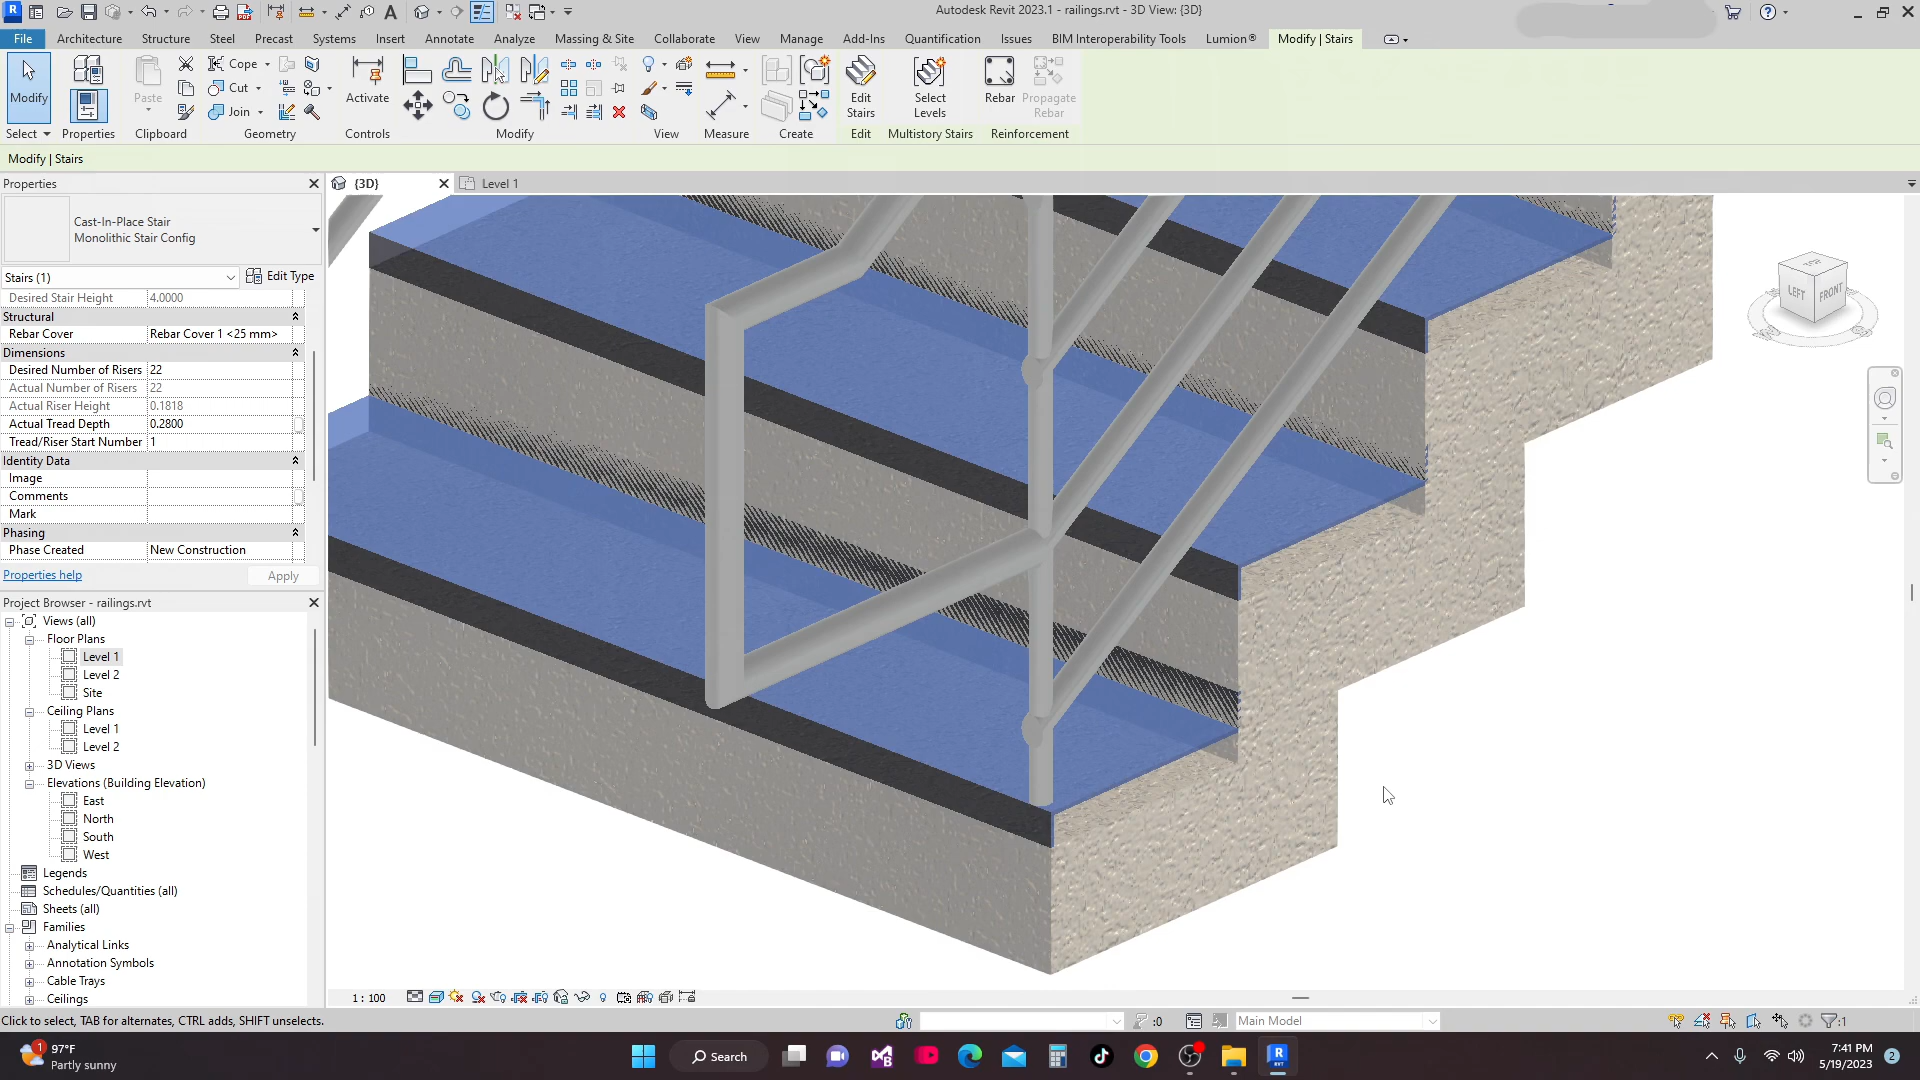 Autodesk Revit 2023.1 - railings.rvt - 3D View: {3D}
File Architecture Structure Steel Precast Systems Insert Annotate Analyze Massing & Site Collaborate View Manage Add-Ins Quantification Issues BIM Interoperability Tools Lumion® Modify | Stairs
Modify
Select
Properties
Paste
Clipboard
Cope
Cut
Join
Geometry
Activate
Controls
Modify
View
Measure
Create
Edit
Stairs
Edit
Select
Levels
Multistory Stairs
Rebar
Propagate
Rebar
Reinforcement
Modify | Stairs
Properties
{3D}
Level 1
Cast-In-Place Stair
Monolithic Stair Config
Stairs (1)
Edit Type
Desired Stair Height 4.0000
Structural
Rebar Cover Rebar Cover 1 <25 mm>
Dimensions
Desired Number of Risers 22
Actual Number of Risers 22
Actual Riser Height 0.1818
Actual Tread Depth 0.2800
Tread/Riser Start Number 1
Identity Data
Image
Comments
Mark
Phasing
Phase Created New Construction
Properties help Apply
TOP
LEFT FRONT
Project Browser - railings.rvt
Views (all)
Floor Plans
Level 1
Level 2
Site
Ceiling Plans
Level 1
Level 2
3D Views
Elevations (Building Elevation)
East
North
South
West
Legends
Schedules/Quantities (all)
Sheets (all)
Families
Analytical Links
Annotation Symbols
Cable Trays
Ceilings
1 : 100
Click to select, TAB for alternates, CTRL adds, SHIFT unselects.
:0
Main Model
:1
1
97°F
Partly sunny
Search
7:41 PM
5/19/2023
2